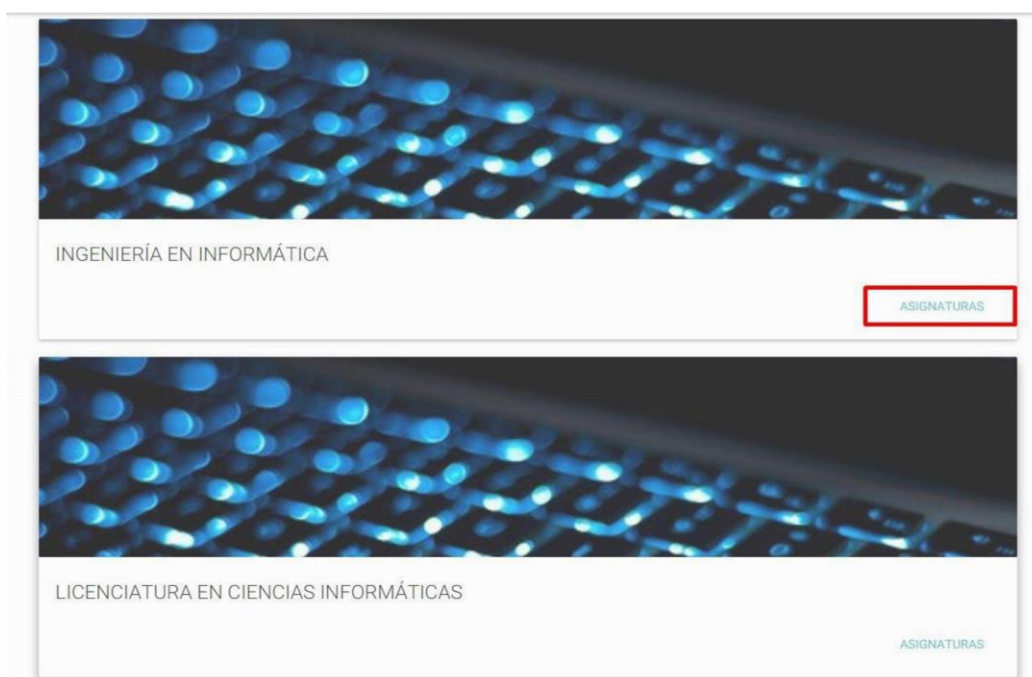 INGENIERÍA EN INFORMÁTICA
ASIGNATURAS
LICENCIATURA EN CIENCIAS INFORMÁTICAS
ASIGNATURAS